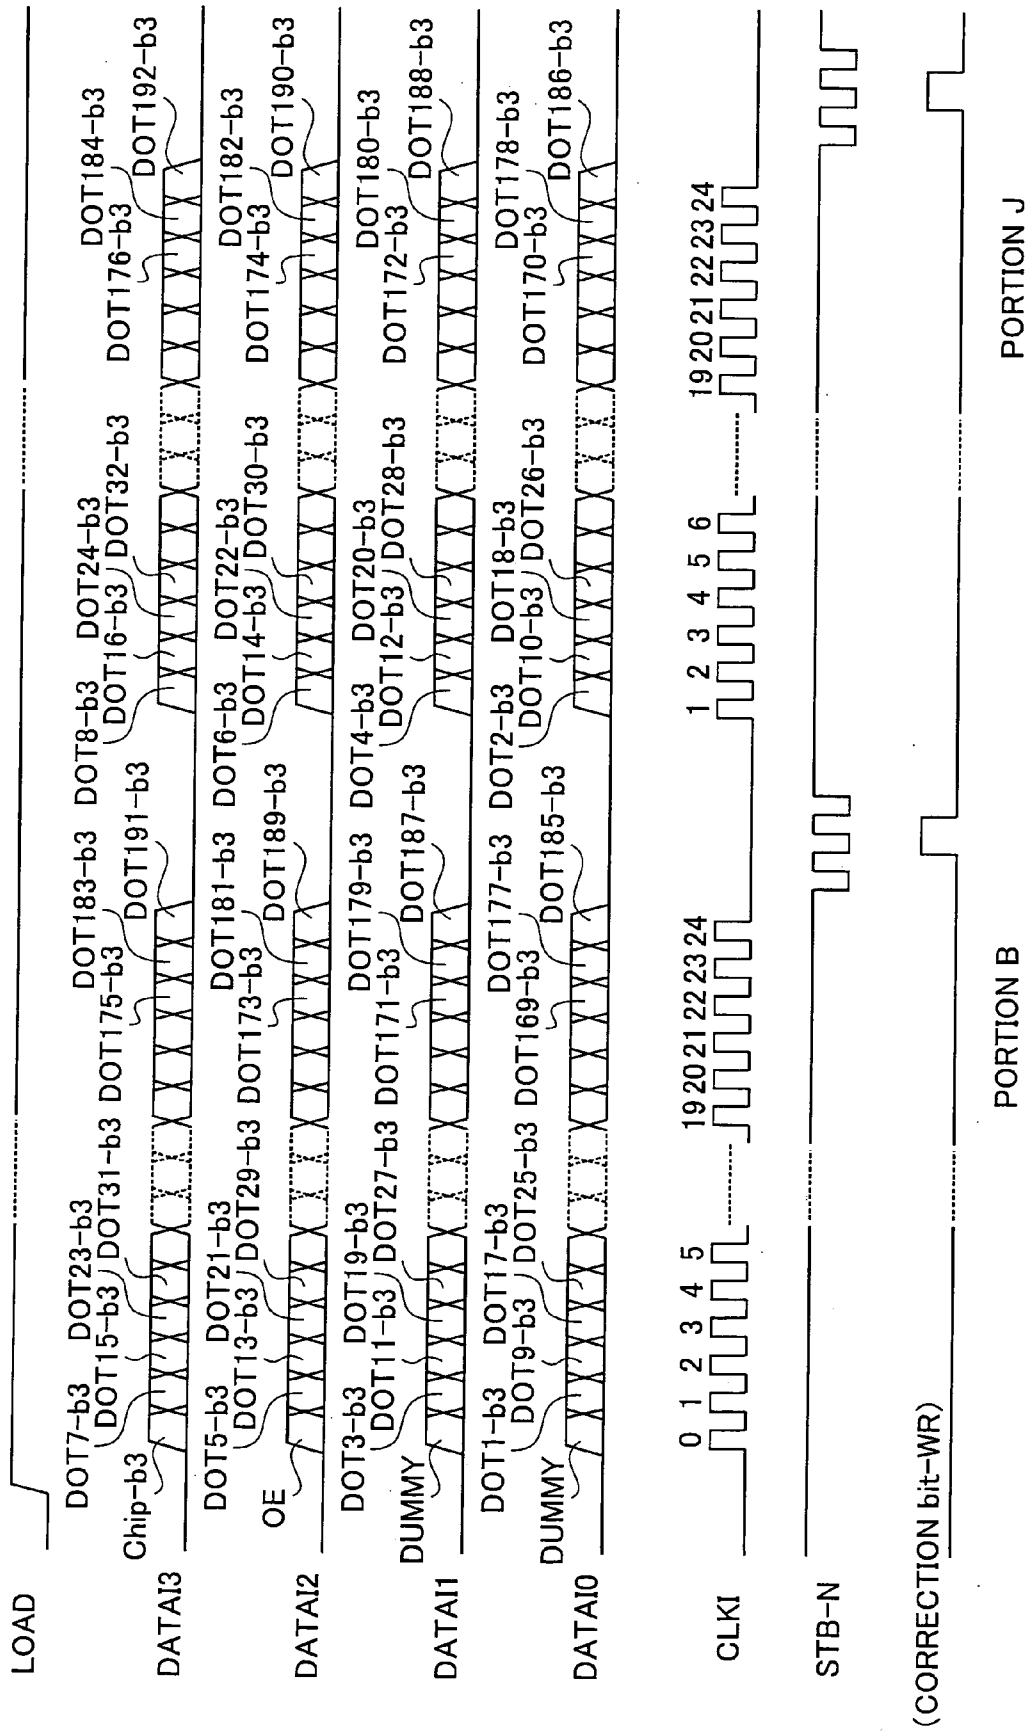 LOAD
DOT7-b3 DOT23-b3 DOT183-b3 DOT8-b3 DOT24-b3 DOT184-b3
DOT15-b3 DOT31-b3 DOT175-b3 DOT191-b3 DOT16-b3 DOT32-b3 DOT176-b3 DOT192-b3
Chip-b3
DATAI3
DOT5-b3 DOT21-b3 DOT181-b3 DOT6-b3 DOT22-b3 DOT182-b3
DOT13-b3 DOT29-b3 DOT173-b3 DOT189-b3 DOT14-b3 DOT30-b3 DOT174-b3 DOT190-b3
OE
DATAI2
DOT3-b3 DOT19-b3 DOT179-b3 DOT4-b3 DOT20-b3 DOT180-b3
DOT11-b3 DOT27-b3 DOT171-b3 DOT187-b3 DOT12-b3 DOT28-b3 DOT172-b3 DOT188-b3
DUMMY
DATAI1
DOT1-b3 DOT17-b3 DOT177-b3 DOT2-b3 DOT18-b3 DOT178-b3
DOT9-b3 DOT25-b3 DOT169-b3 DOT185-b3 DOT10-b3 DOT26-b3 DOT170-b3 DOT186-b3
DUMMY
DATAI0
0 1 2 3 4 5 19 20 21 22 23 24 1 2 3 4 5 6 19 20 21 22 23 24
CLKI
STB-N
(CORRECTION bit-WR)
PORTION B PORTION J